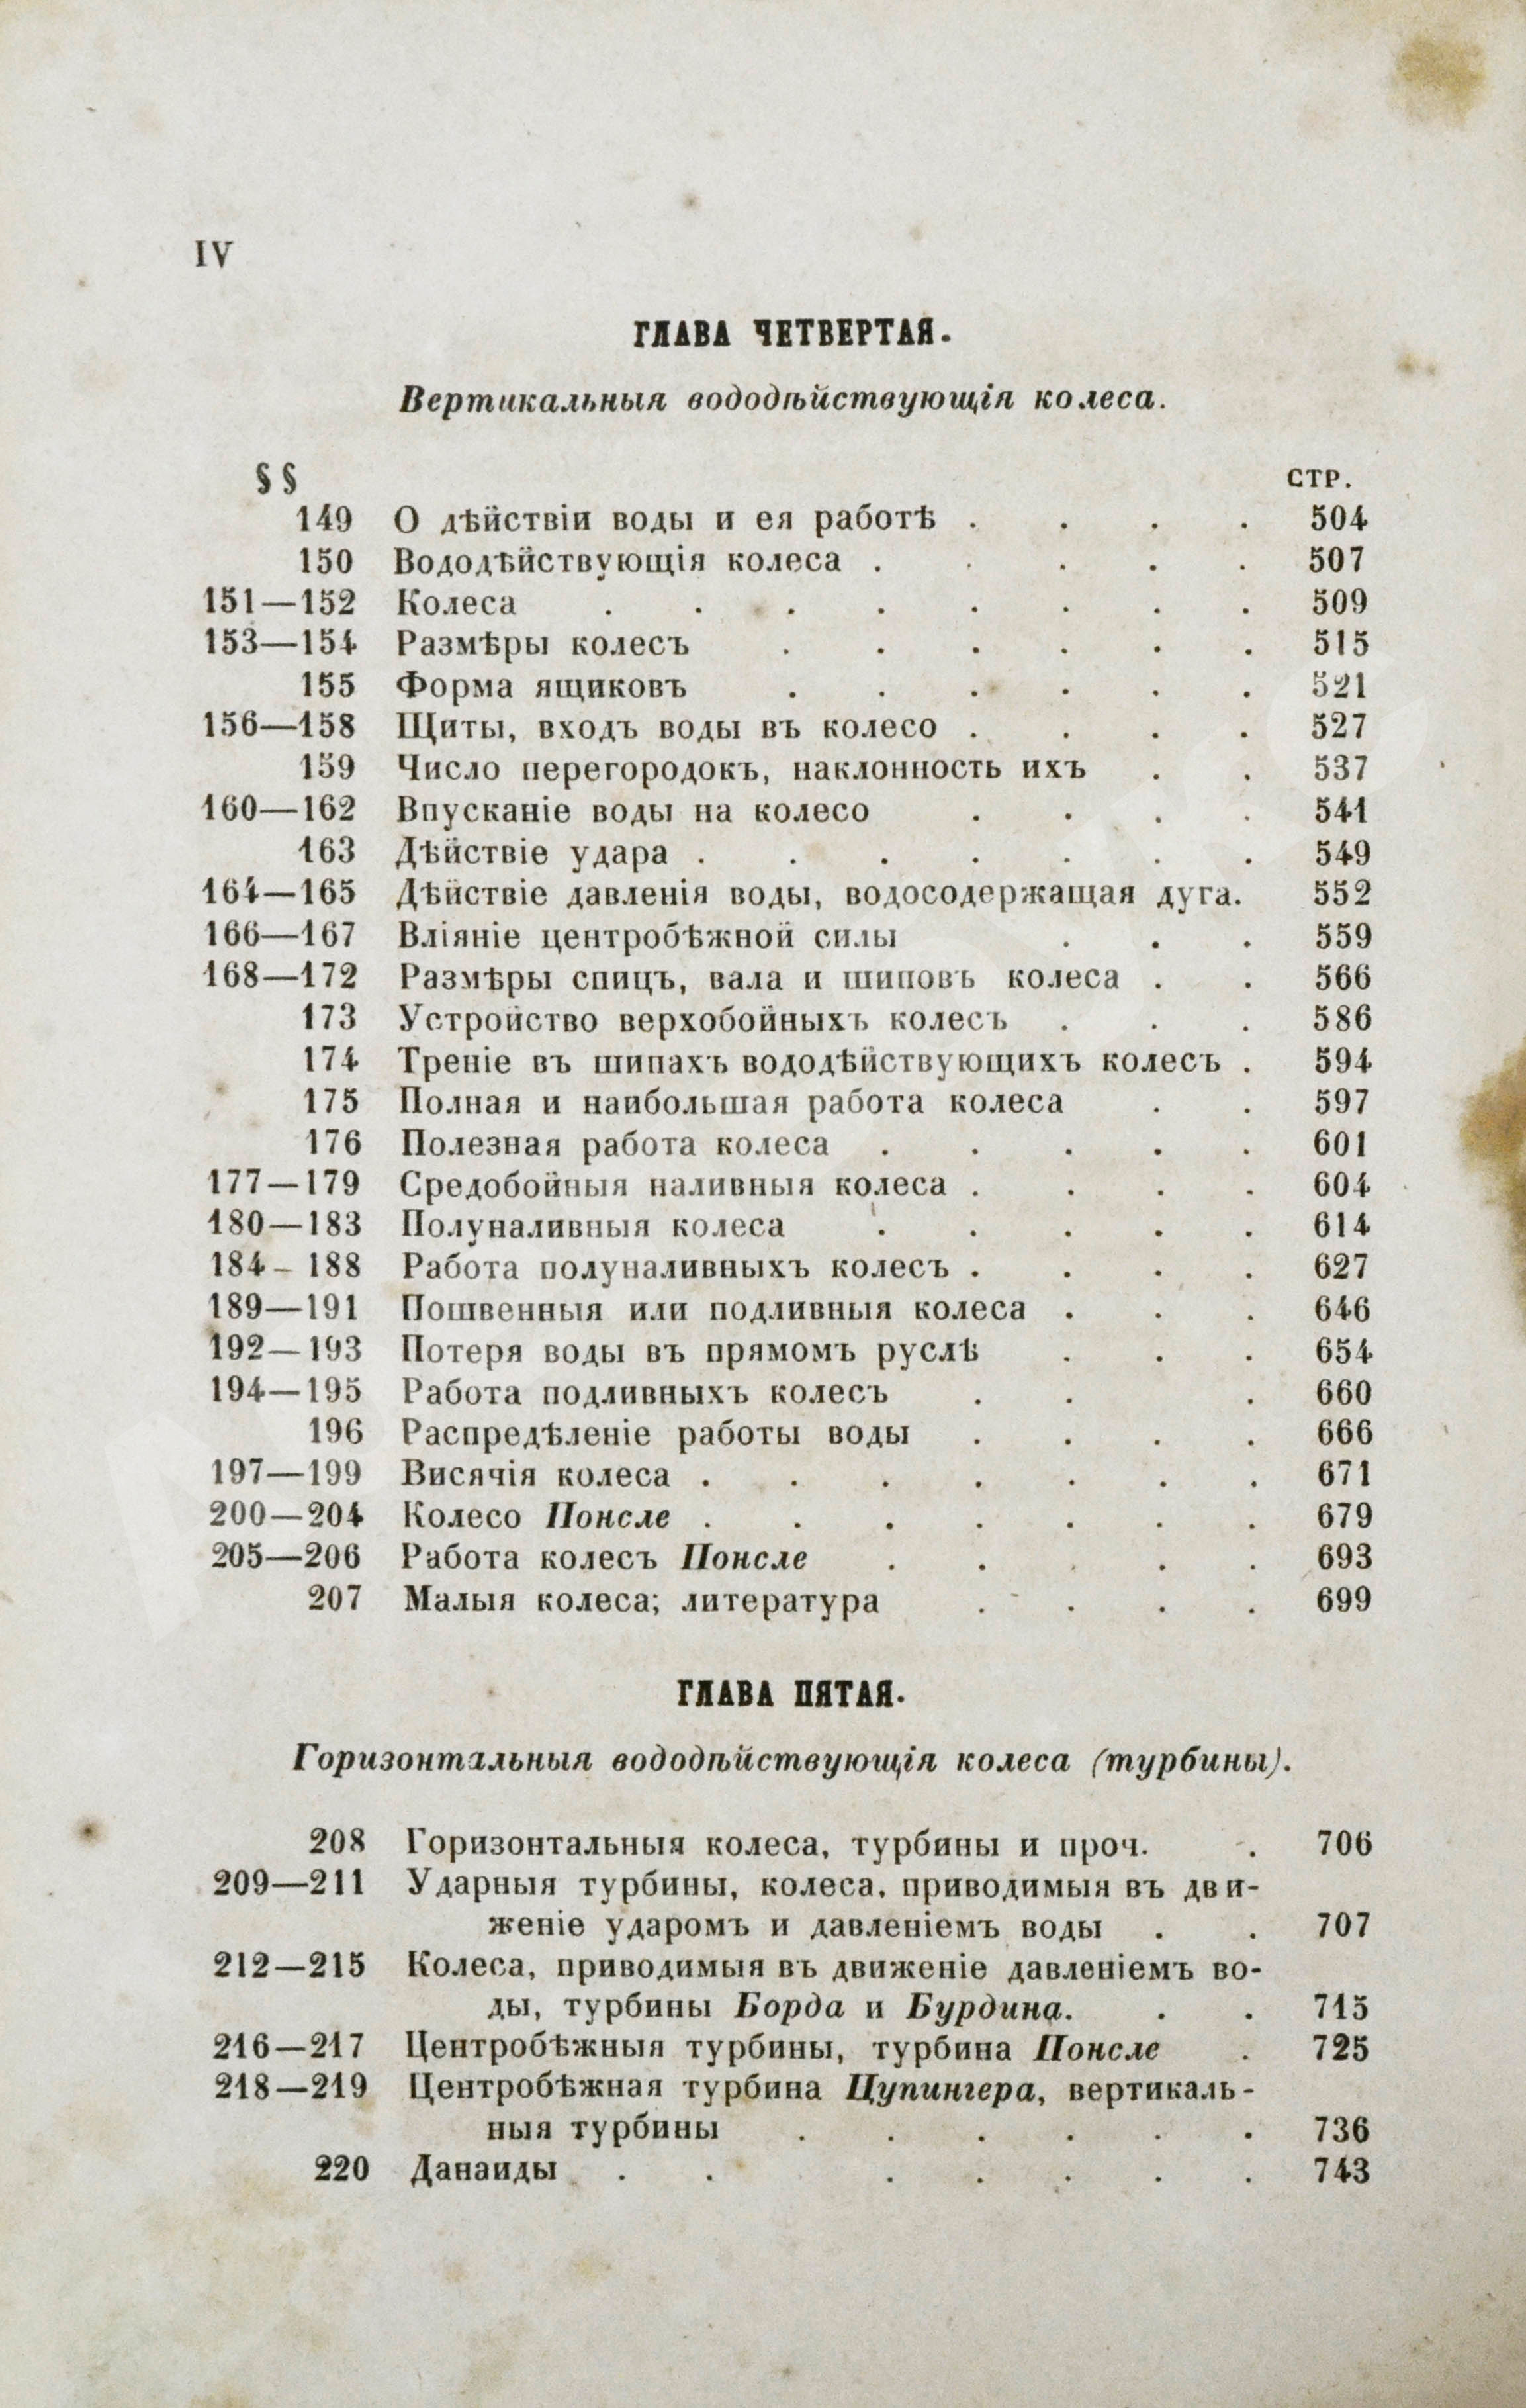 IV
ГЛАВА ЧЕТВЕРТАЯ.
Вертикальныя вододѣйствующія колеса.
§§ СТР.
149 О дѣйствіи воды и ея работѣ . . . . 504
150 Вододѣйствующія колеса . . . . . 507
151—152 Колеса . . . . . . . . 509
153—154 Размѣры колесъ . . . . . . 515
155 Форма ящиковъ . . . . . . 521
156—158 Щиты, входъ воды въ колесо . . . . 527
159 Число перегородокъ, наклонность ихъ . . 537
160—162 Впусканіе воды на колесо . . . . 541
163 Дѣйствіе удара . . . . . . . 549
164—165 Дѣйствіе давленія воды, водосодержащая дуга. 552
166—167 Вліяніе центробѣжной силы . . . 559
168—172 Размѣры спицъ, вала и шиповъ колеса . . 566
173 Устройство верхобойныхъ колесъ . . . 586
174 Треніе въ шипахъ вододѣйствующихъ колесъ . 594
175 Полная и наибольшая работа колеса . . 597
176 Полезная работа колеса . . . . . 601
177—179 Средобойныя наливныя колеса . . . . 604
180—183 Полуналивныя колеса . . . . . 614
184-188 Работа полуналивныхъ колесъ . . . . 627
189—191 Пошвенныя или подливныя колеса . . . 646
192—193 Потеря воды въ прямомъ руслѣ . . . 654
194—195 Работа подливныхъ колесъ . . . 660
196 Распредѣленіе работы воды . . . . 666
197—199 Висячія колеса . . . . . . . 671
200—204 Колесо Понсле . . . . . . . 679
205—206 Работа колесъ Понсле . . . . . 693
207 Малыя колеса; литература . . . . 699
ГЛАВА ПЯТАЯ.
Горизонтальныя вододѣйствующія колеса (турбины).
208 Горизонтальныя колеса, турбины и проч. . 706
209—211 Ударныя турбины, колеса, приводимыя въ дви-
женіе ударомъ и давленіемъ воды . . 707
212—215 Колеса, приводимыя въ движеніе давленіемъ во-
ды, турбины Борда и Бурдина. . . 715
216—217 Центробѣжныя турбины, турбина Понсле . 725
218—219 Центробѣжная турбина Цупингера, вертикаль-
ныя турбины . . . . . . 736
220 Данаиды . . . . . . . 743